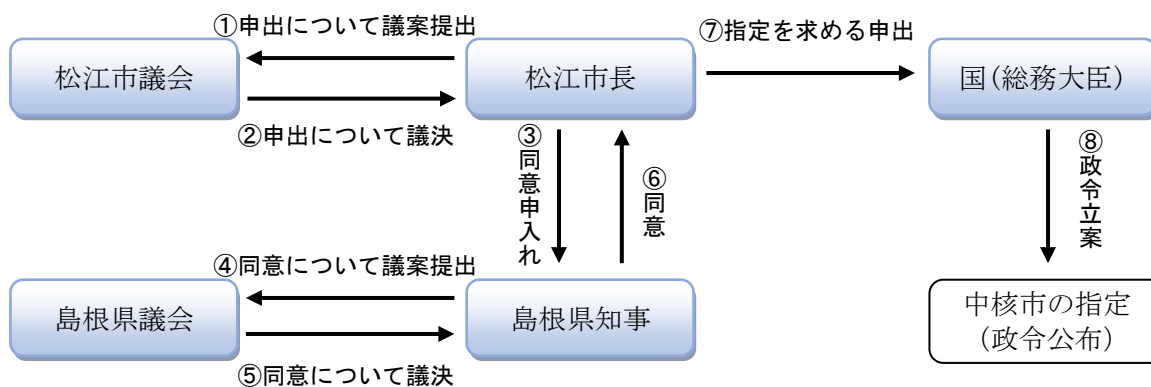 ①申出について議案提出
⑦指定を求める申出
松江市議会
松江市長
国(総務大臣)
②申出について議決
③同意申入れ
⑥同意
⑧政令立案
④同意について議案提出
島根県議会
島根県知事
中核市の指定
(政令公布)
⑤同意について議決